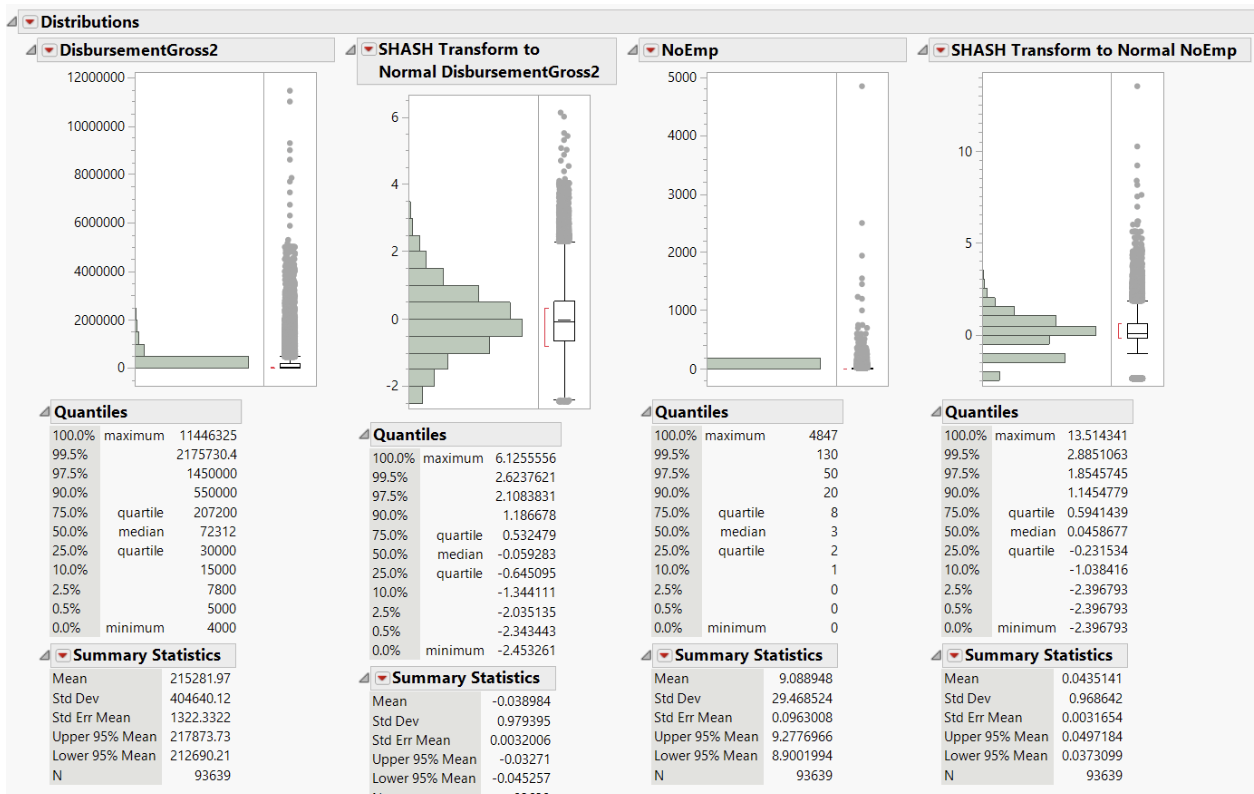 Distributions
DisbursementGross2
12000000
10000000
8000000
6000000
4000000
2000000
0
Quantiles
100.0% maximum 11446325
99.5% 2175730.4
97.5% 1450000
90.0% 550000
75.0% quartile 207200
50.0% median 72312
25.0% quartile 30000
10.0% 15000
2.5% 7800
0.5% 5000
0.0% minimum 4000
Summary Statistics
Mean 215281.97
Std Dev 404640.12
Std Err Mean 1322.3322
Upper 95% Mean 217873.73
Lower 95% Mean 212690.21
N 93639
SHASH Transform to
Normal DisbursementGross2
6
4
2
0
-2
Quantiles
100.0% maximum 6.1255556
99.5% 2.6237621
97.5% 2.1083831
90.0% 1.186678
75.0% quartile 0.532479
50.0% median -0.059283
25.0% quartile -0.645095
10.0% -1.344111
2.5% -2.035135
0.5% -2.343443
0.0% minimum -2.453261
Summary Statistics
Mean -0.038984
Std Dev 0.979395
Std Err Mean 0.0032006
Upper 95% Mean -0.03271
Lower 95% Mean -0.045257
NoEmp
5000
4000
3000
2000
1000
0
Quantiles
100.0% maximum 4847
99.5% 130
97.5% 50
90.0% 20
75.0% quartile 8
50.0% median 3
25.0% quartile 2
10.0% 1
2.5% 0
0.5% 0
0.0% minimum 0
Summary Statistics
Mean 9.088948
Std Dev 29.468524
Std Err Mean 0.0963008
Upper 95% Mean 9.2776966
Lower 95% Mean 8.9001994
N 93639
SHASH Transform to Normal NoEmp
10
5
0
Quantiles
100.0% maximum 13.514341
99.5% 2.8851063
97.5% 1.8545745
90.0% 1.1454779
75.0% quartile 0.5941439
50.0% median 0.0458677
25.0% quartile -0.231534
10.0% -1.038416
2.5% -2.396793
0.5% -2.396793
0.0% minimum -2.396793
Summary Statistics
Mean 0.0435141
Std Dev 0.968642
Std Err Mean 0.0031654
Upper 95% Mean 0.0497184
Lower 95% Mean 0.0373099
N 93639